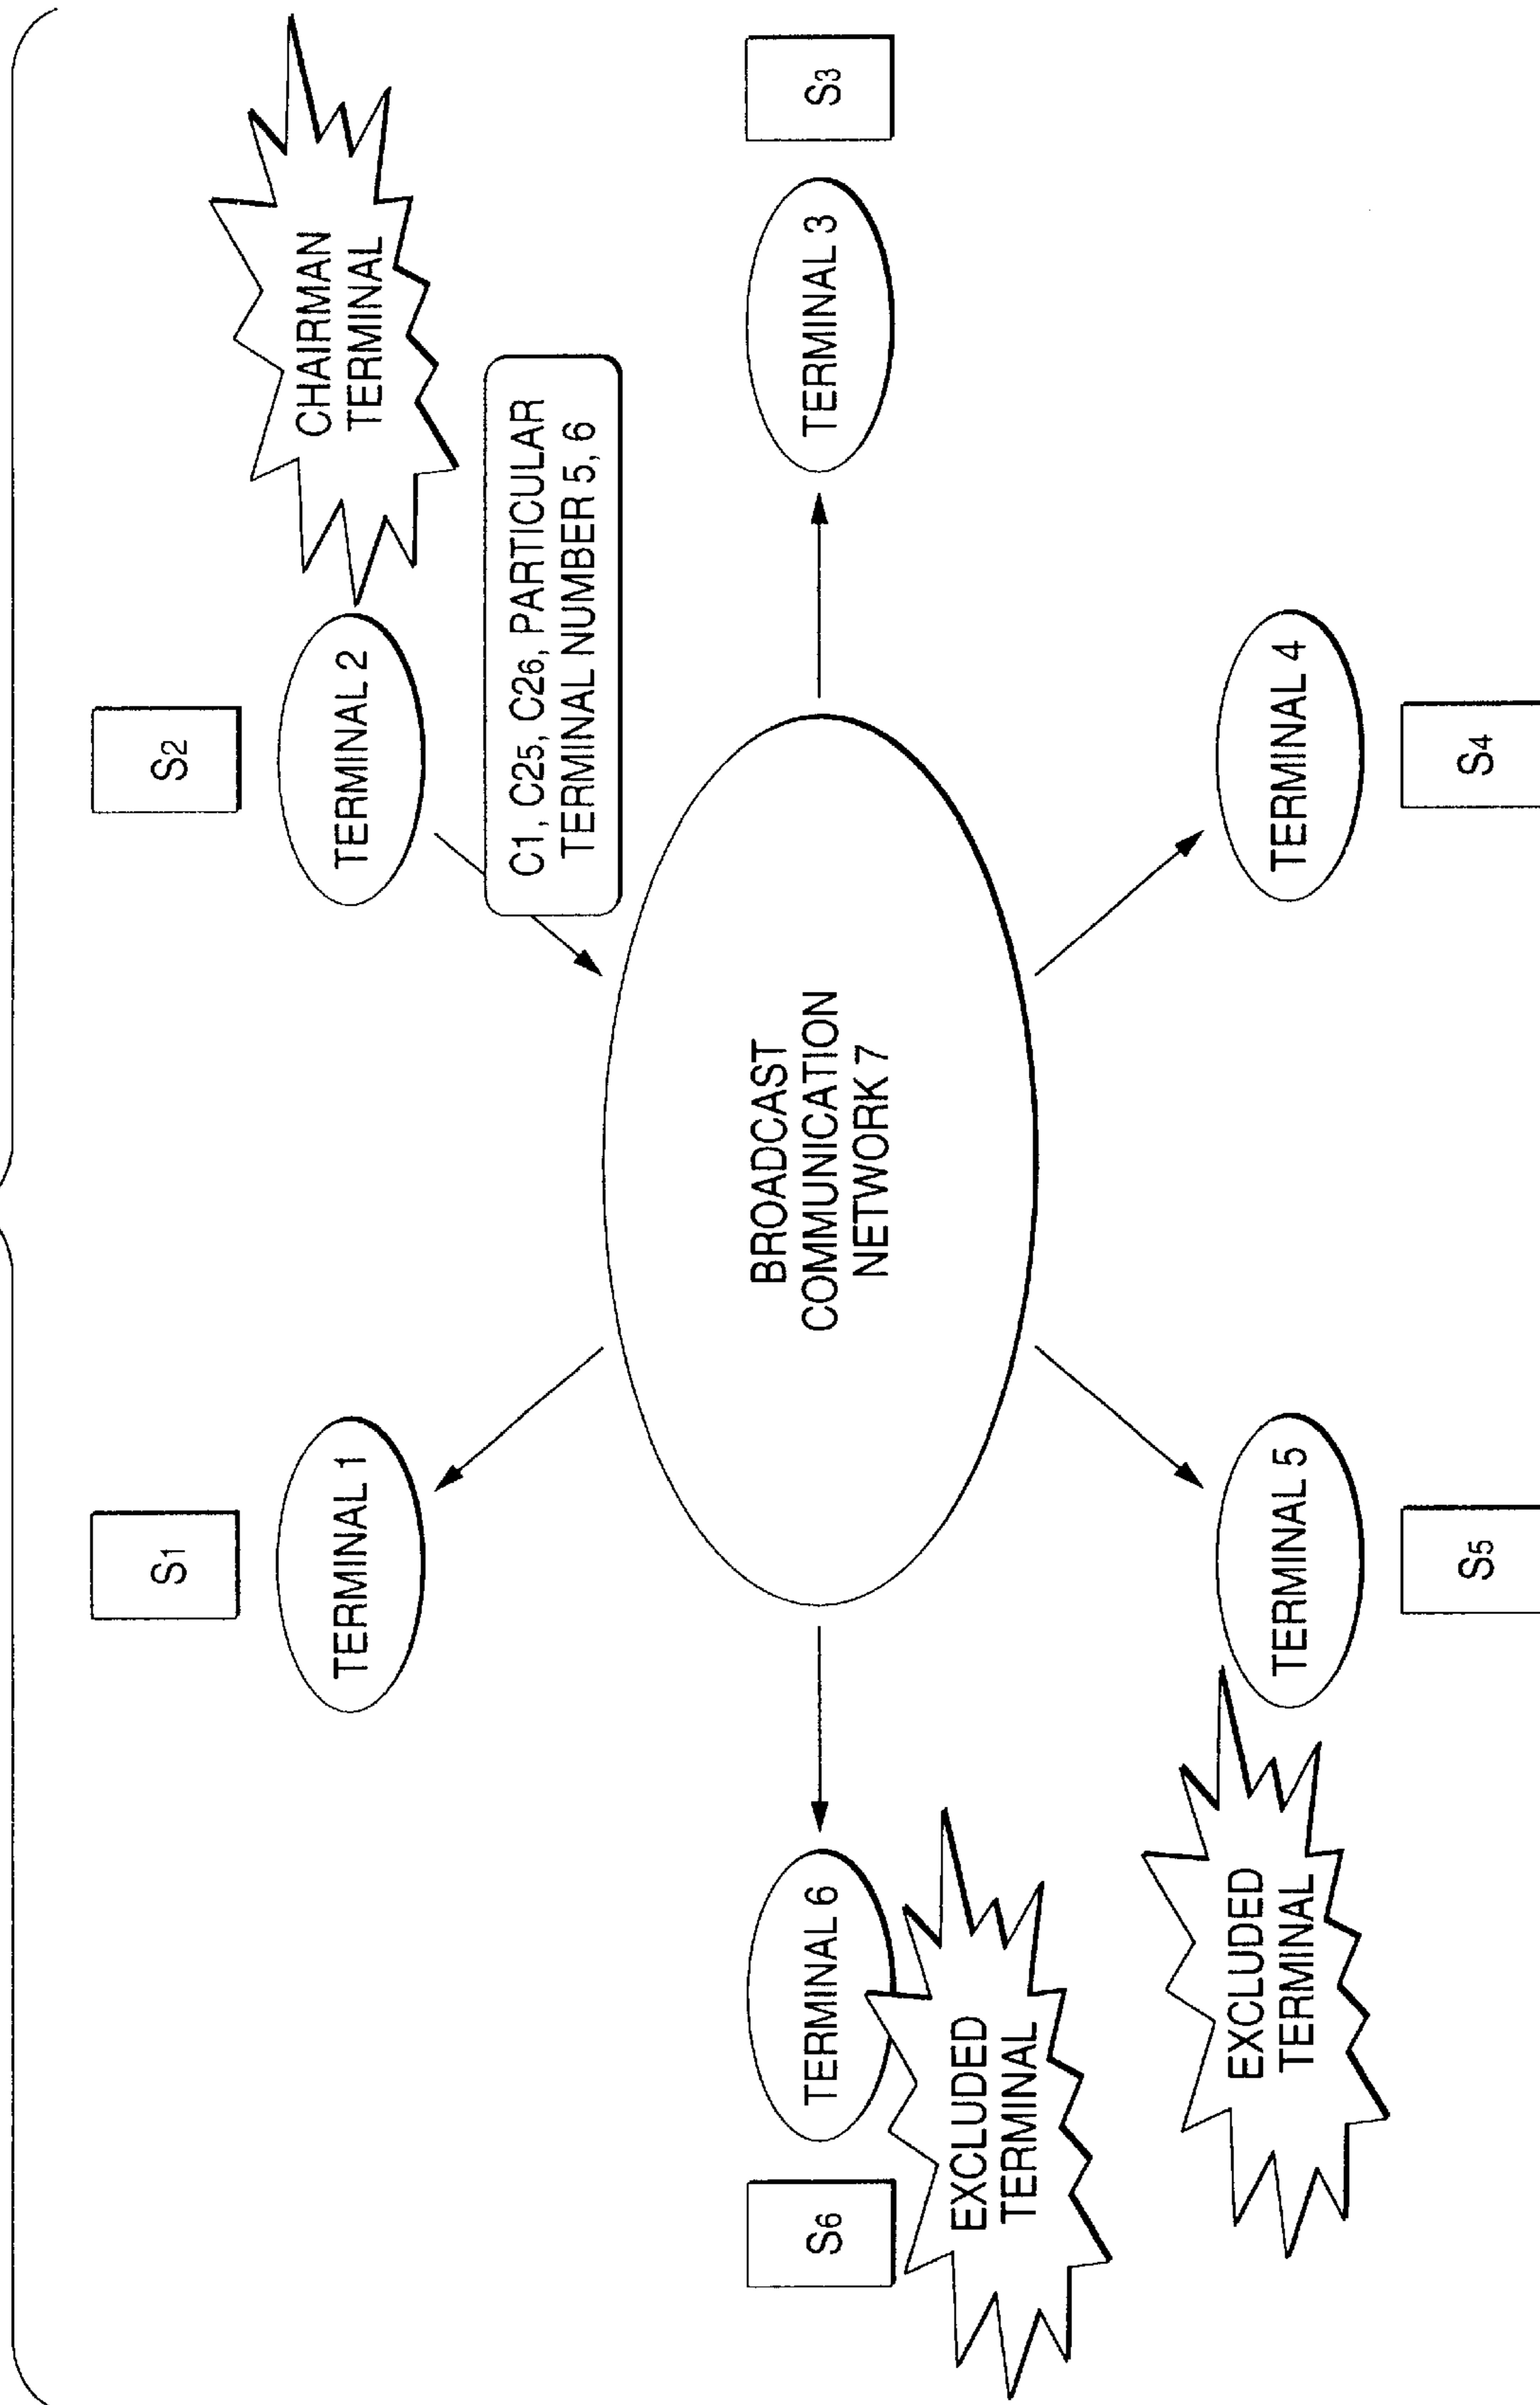 S1
S2
TERMINAL 1
TERMINAL 2
CHAIRMAN
TERMINAL
C1, C25, C26, PARTICULAR
TERMINAL NUMBER 5, 6
S6
TERMINAL 6
BROADCAST
COMMUNICATION
NETWORK 7
TERMINAL 3
S3
EXCLUDED
TERMINAL
EXCLUDED
TERMINAL
TERMINAL 5
TERMINAL 4
S5
S4